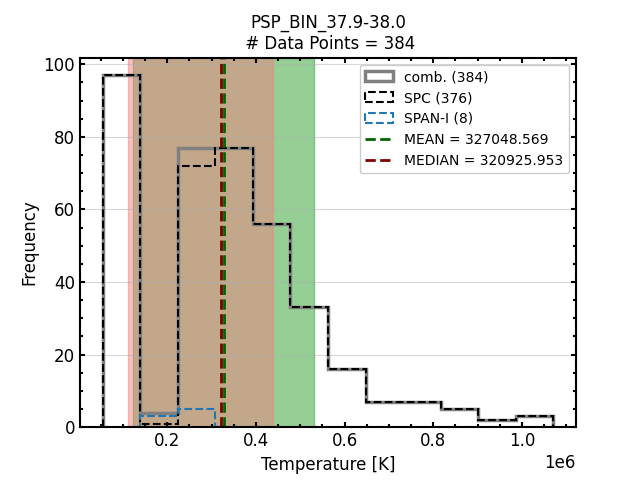 PSP_BIN_37.9-38.0
# Data Points = 384
100
80
60
40
20
0
Frequency
comb. (384)
SPC (376)
SPAN-I (8)
MEAN = 327048.569
MEDIAN = 320925.953
0.2 0.4 0.6 0.8 1.0
1e6
Temperature [K]